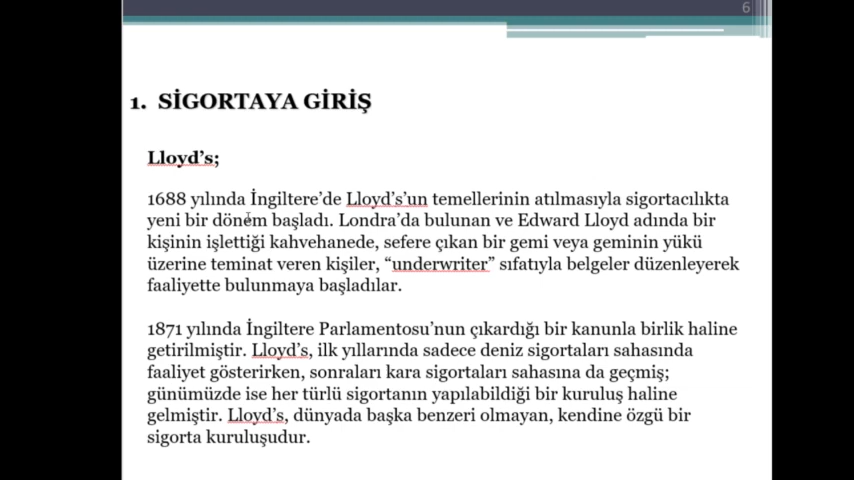 6
1. SİGORTAYA GİRİŞ
Lloyd’s;
1688 yılında İngiltere’de Lloyd’s’un temellerinin atılmasıyla sigortacılıkta
yeni bir dönem başladı. Londra’da bulunan ve Edward Lloyd adında bir
kişinin işlettiği kahvehanede, sefere çıkan bir gemi veya geminin yükü
üzerine teminat veren kişiler, “underwriter” sıfatıyla belgeler düzenleyerek
faaliyette bulunmaya başladılar.
1871 yılında İngiltere Parlamentosu’nun çıkardığı bir kanunla birlik haline
getirilmiştir. Lloyd’s, ilk yıllarında sadece deniz sigortaları sahasında
faaliyet gösterirken, sonraları kara sigortaları sahasına da geçmiş;
günümüzde ise her türlü sigortanın yapılabildiği bir kuruluş haline
gelmiştir. Lloyd’s, dünyada başka benzeri olmayan, kendine özgü bir
sigorta kuruluşudur.